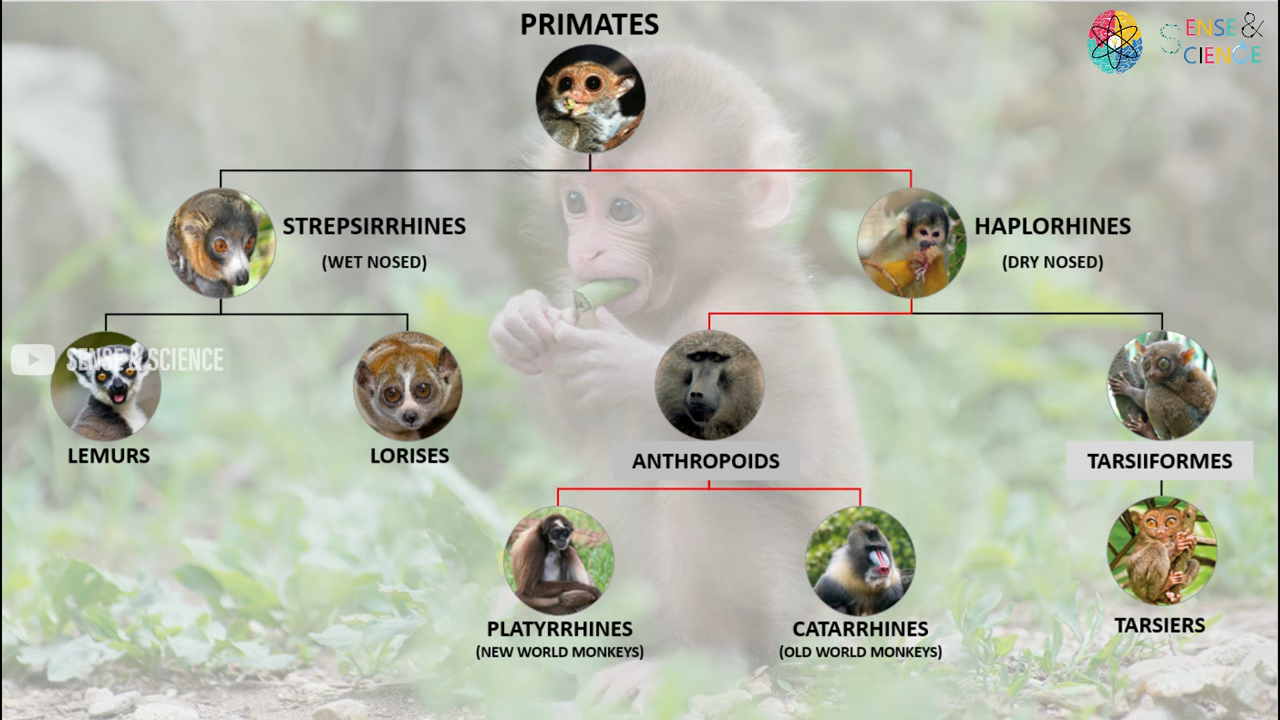 PRIMATES
SENSE &
SCIENCE
STREPSIRRHINES
(WET NOSED)
HAPLORHINES
(DRY NOSED)
SENSE & SCIENCE
LEMURS
LORISES
ANTHROPOIDS
TARSIIFORMES
PLATYRRHINES
(NEW WORLD MONKEYS)
CATARRHINES
(OLD WORLD MONKEYS)
TARSIERS